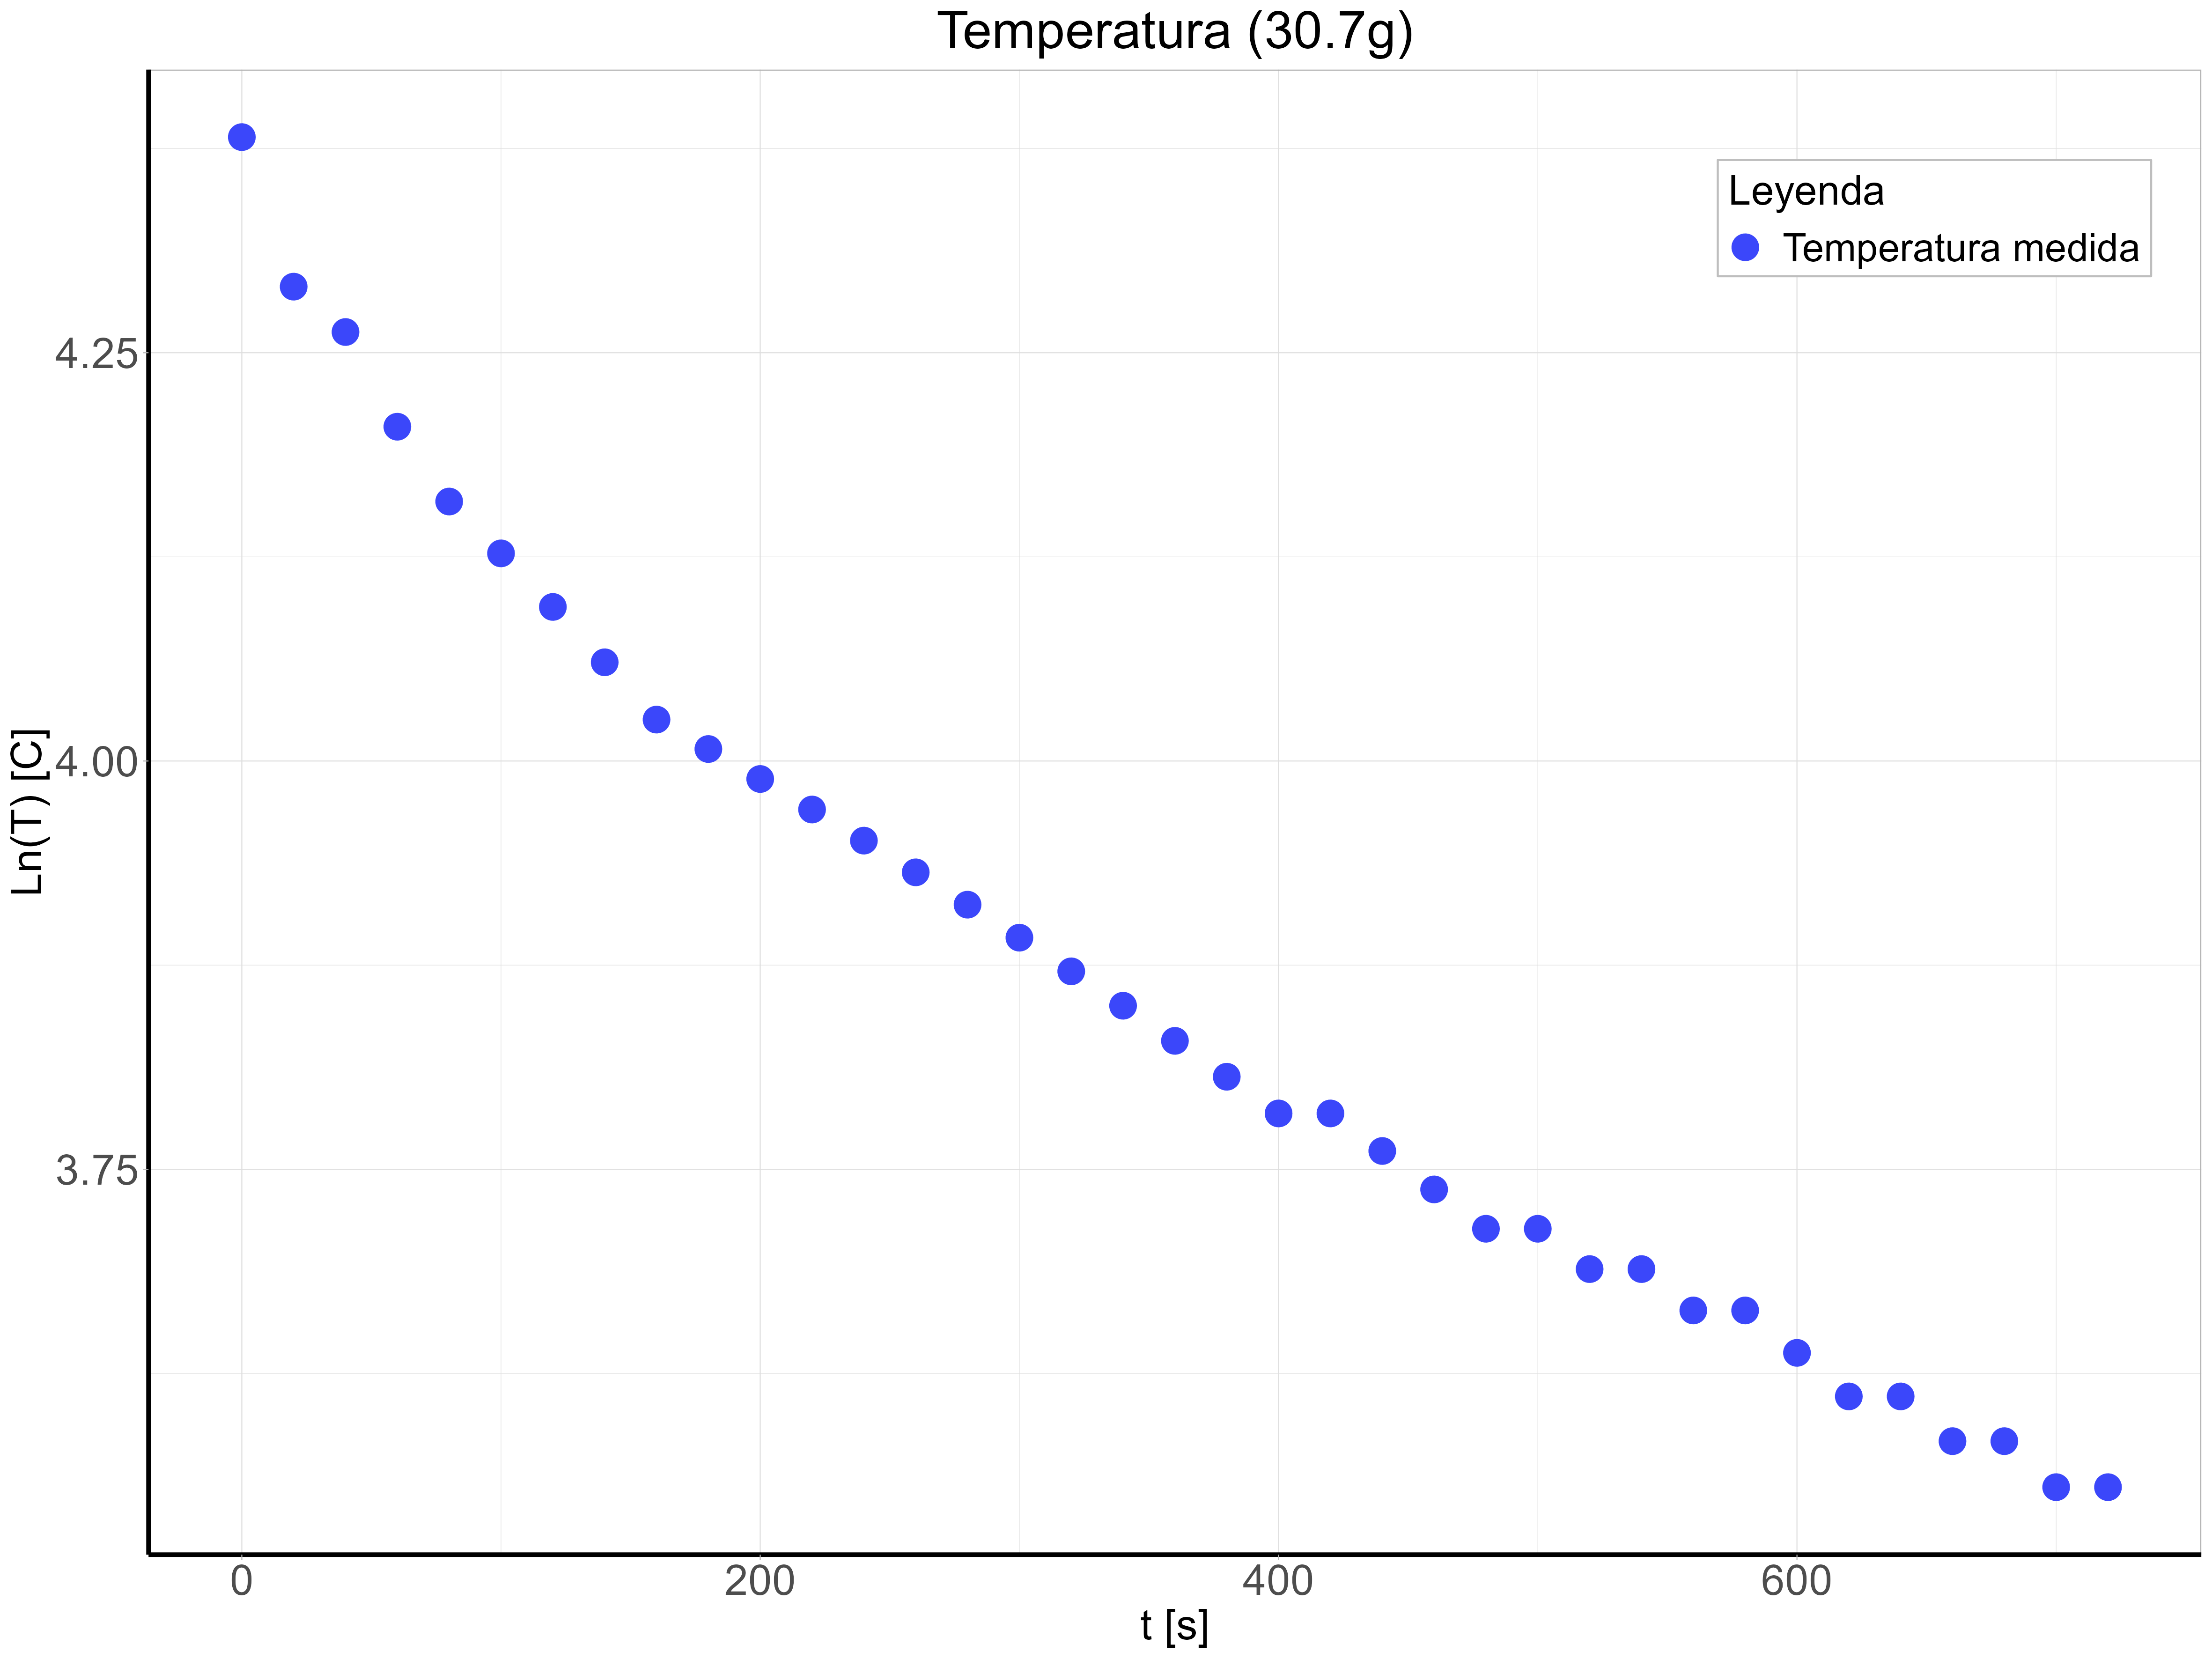 Temperatura (30.7g)
Leyenda
Temperatura medida
4.25
4.00
3.75
Ln(T) [C]
0 200 400 600
t [s]